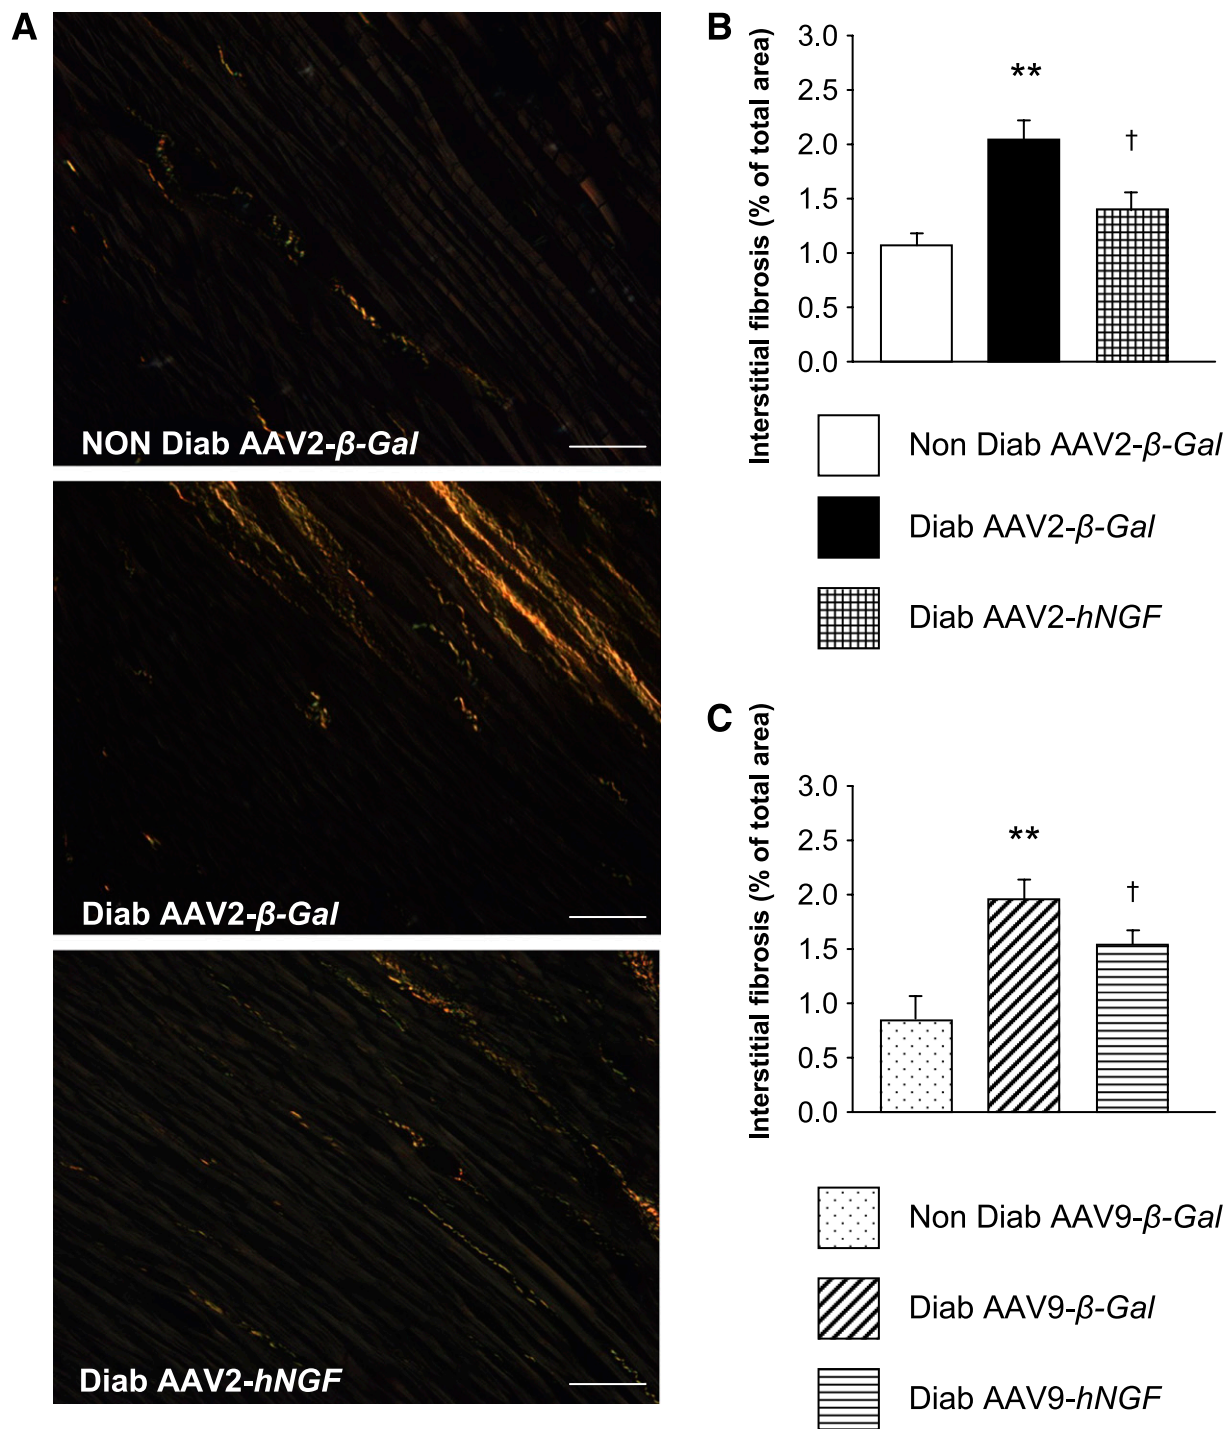 A
NON Diab AAV2-β-Gal
Diab AAV2-β-Gal
Diab AAV2-hNGF
B
Interstitial fibrosis (% of total area)
3.0
2.5
2.0
1.5
1.0
0.5
0.0
**
†
Non Diab AAV2-β-Gal
Diab AAV2-β-Gal
Diab AAV2-hNGF
C
Interstitial fibrosis (% of total area)
3.0
2.5
2.0
1.5
1.0
0.5
0.0
**
†
Non Diab AAV9-β-Gal
Diab AAV9-β-Gal
Diab AAV9-hNGF